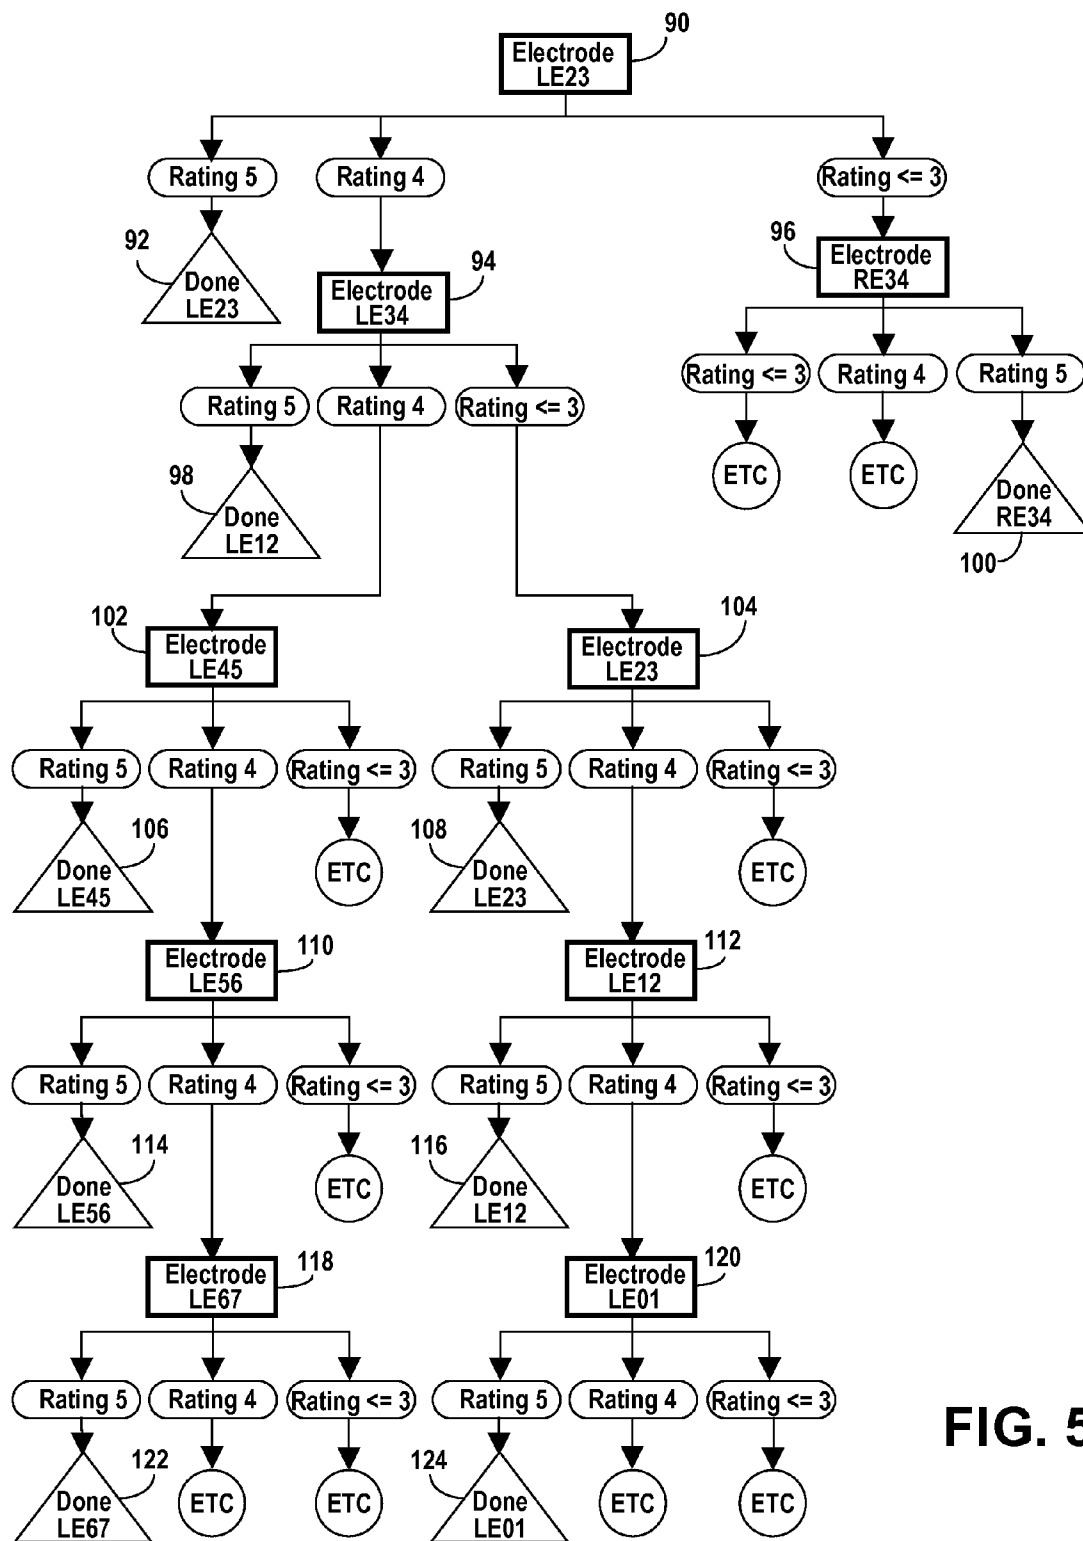 90
Electrode
LE23
Rating 5
Rating 4
Rating <= 3
92
Done
LE23
94
Electrode
LE34
96
Electrode
RE34
Rating 5
Rating 4
Rating <= 3
Rating <= 3
Rating 4
Rating 5
98
Done
LE12
ETC
ETC
Done
RE34
100
102
Electrode
LE45
104
Electrode
LE23
Rating 5
Rating 4
Rating <= 3
Rating 5
Rating 4
Rating <= 3
106
Done
LE45
ETC
108
Done
LE23
ETC
110
Electrode
LE56
112
Electrode
LE12
Rating 5
Rating 4
Rating <= 3
Rating 5
Rating 4
Rating <= 3
114
Done
LE56
ETC
116
Done
LE12
ETC
118
Electrode
LE67
120
Electrode
LE01
Rating 5
Rating 4
Rating <= 3
Rating 5
Rating 4
Rating <= 3
122
Done
LE67
ETC
ETC
124
Done
LE01
ETC
ETC
FIG. 5